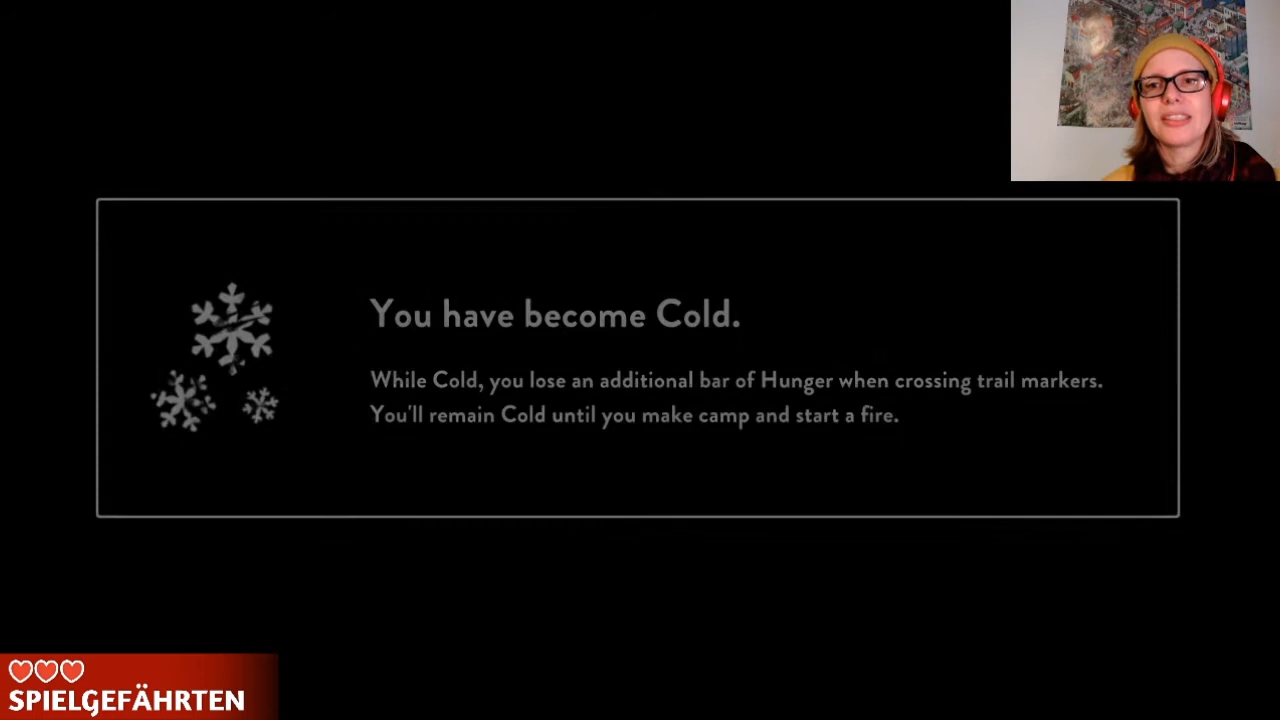 You have become Cold.
While Cold, you lose an additional bar of Hunger when crossing trail markers.
You'll remain Cold until you make camp and start a fire.
SPIELGEFÄHRTEN